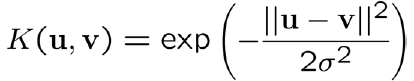 K(u, v) = exp(−||u − v||²/2σ²)